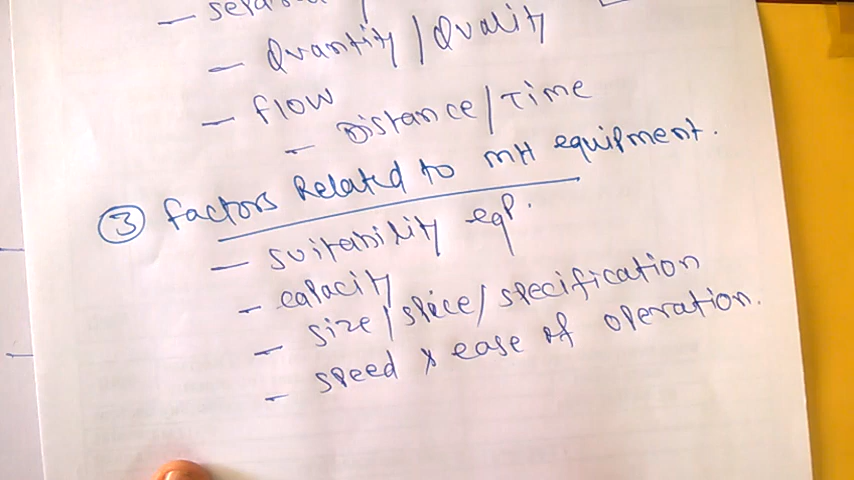 —
— Quantity / Quality
— Flow
— Distance / Time
③ Factors Related to MH equipment.
— suitability eqp.
— capacity
— size / spice / specification
— speed & ease of operation.